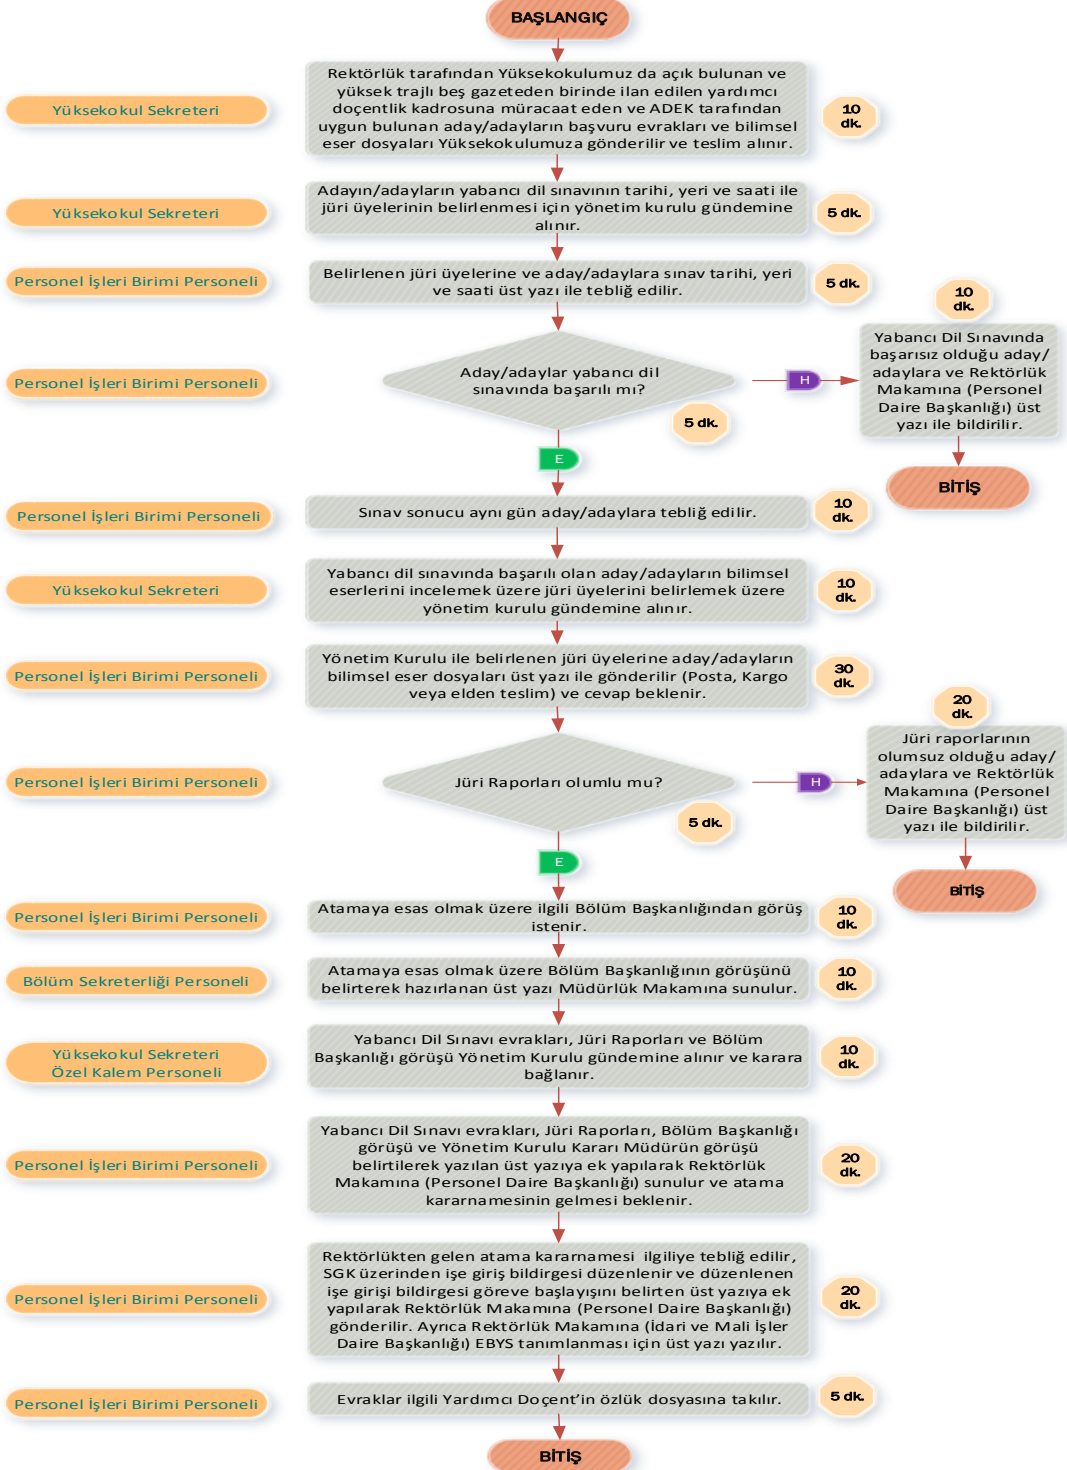 BAŞLANGIÇ
Yüksekokul Sekreteri
Rektörlük tarafından Yüksekokulumuz da açık bulunan ve
yüksek trajlı beş gazeteden birinde ilan edilen yardımcı
doçentlik kadrosuna müracaat eden ve ADEK tarafından
uygun bulunan aday/adayların başvuru evrakları ve bilimsel
eser dosyaları Yüksekokulumuza gönderilir ve teslim alınır.
10
dk.
Yüksekokul Sekreteri
Adayın/adayların yabancı dil sınavının tarihi, yeri ve saati ile
jüri üyelerinin belirlenmesi için yönetim kurulu gündemine
alınır.
5 dk.
Personel İşleri Birimi Personeli
Belirlenen jüri üyelerine ve aday/adaylara sınav tarihi, yeri
ve saati üst yazı ile tebliğ edilir.
5 dk.
Personel İşleri Birimi Personeli
Aday/adaylar yabancı dil
sınavında başarılı mı?
5 dk.
H
10
dk.
Yabancı Dil Sınavında
başarısız olduğu aday/
adaylara ve Rektörlük
Makamına (Personel
Daire Başkanlığı) üst
yazı ile bildirilir.
BİTİŞ
E
Personel İşleri Birimi Personeli
Sınav sonucu aynı gün aday/adaylara tebliğ edilir.
10
dk.
Yüksekokul Sekreteri
Yabancı dil sınavında başarılı olan aday/adayların bilimsel
eserlerini incelemek üzere jüri üyelerini belirlemek üzere
yönetim kurulu gündemine alınır.
10
dk.
Personel İşleri Birimi Personeli
Yönetim Kurulu ile belirlenen jüri üyelerine aday/adayların
bilimsel eser dosyaları üst yazı ile gönderilir (Posta, Kargo
veya elden teslim) ve cevap beklenir.
30
dk.
Personel İşleri Birimi Personeli
Jüri Raporları olumlu mu?
5 dk.
H
20
dk.
Jüri raporlarının
olumsuz olduğu aday/
adaylara ve Rektörlük
Makamına (Personel
Daire Başkanlığı) üst
yazı ile bildirilir.
BİTİŞ
E
Personel İşleri Birimi Personeli
Atamaya esas olmak üzere ilgili Bölüm Başkanlığından görüş
istenir.
10
dk.
Bölüm Sekreterliği Personeli
Atamaya esas olmak üzere Bölüm Başkanlığının görüşünü
belirterek hazırlanan üst yazı Müdürlük Makamına sunulur.
10
dk.
Yüksekokul Sekreteri
Özel Kalem Personeli
Yabancı Dil Sınavı evrakları, Jüri Raporları ve Bölüm
Başkanlığı görüşü Yönetim Kurulu gündemine alınır ve karara
bağlanır.
10
dk.
Personel İşleri Birimi Personeli
Yabancı Dil Sınavı evrakları, Jüri Raporları, Bölüm Başkanlığı
görüşü ve Yönetim Kurulu Kararı Müdürün görüşü
belirtilerek yazılan üst yazıya ek yapılarak Rektörlük
Makamına (Personel Daire Başkanlığı) sunulur ve atama
kararnamesinin gelmesi beklenir.
20
dk.
Personel İşleri Birimi Personeli
Rektörlükten gelen atama kararnamesi ilgiliye tebliğ edilir,
SGK üzerinden işe giriş bildirgesi düzenlenir ve düzenlenen
işe girişi bildirgesi göreve başlayışını belirten üst yazıya ek
yapılarak Rektörlük Makamına (Personel Daire Başkanlığı)
gönderilir. Ayrıca Rektörlük Makamına (İdari ve Mali İşler
Daire Başkanlığı) EBYS tanımlanması için üst yazı yazılır.
20
dk.
Personel İşleri Birimi Personeli
Evraklar ilgili Yardımcı Doçent’in özlük dosyasına takılır.
5 dk.
BİTİŞ